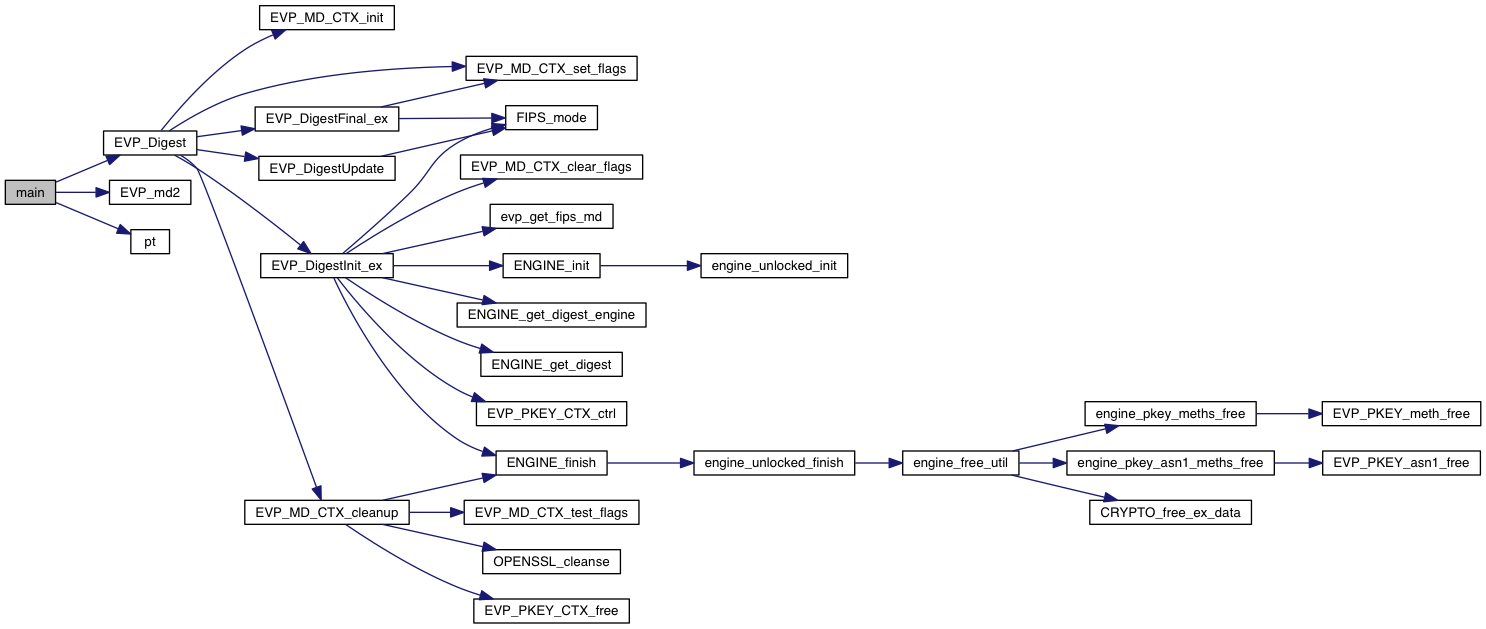 EVP_MD_CTX_init
EVP_MD_CTX_set_flags
EVP_DigestFinal_ex
FIPS_mode
EVP_Digest
EVP_DigestUpdate
EVP_MD_CTX_clear_flags
main
EVP_md2
evp_get_fips_md
pt
EVP_DigestInit_ex
ENGINE_init
engine_unlocked_init
ENGINE_get_digest_engine
ENGINE_get_digest
EVP_PKEY_CTX_ctrl
engine_pkey_meths_free
EVP_PKEY_meth_free
ENGINE_finish
engine_unlocked_finish
engine_free_util
engine_pkey_asn1_meths_free
EVP_PKEY_asn1_free
EVP_MD_CTX_cleanup
EVP_MD_CTX_test_flags
CRYPTO_free_ex_data
OPENSSL_cleanse
EVP_PKEY_CTX_free